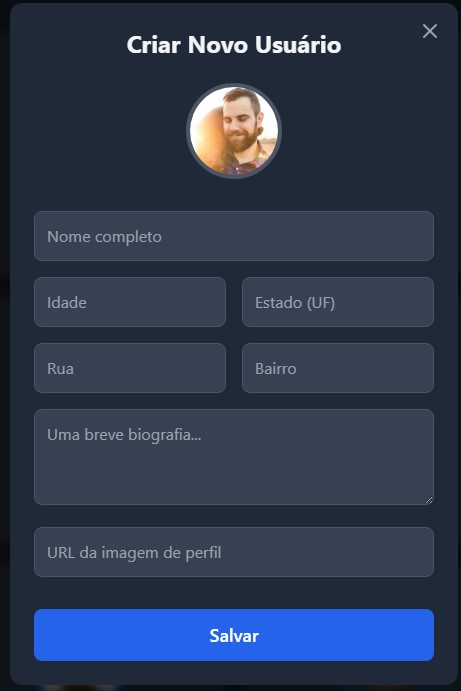 Criar Novo Usuário
Nome completo
Idade
Estado (UF)
Rua
Bairro
Uma breve biografia...
URL da imagem de perfil
Salvar